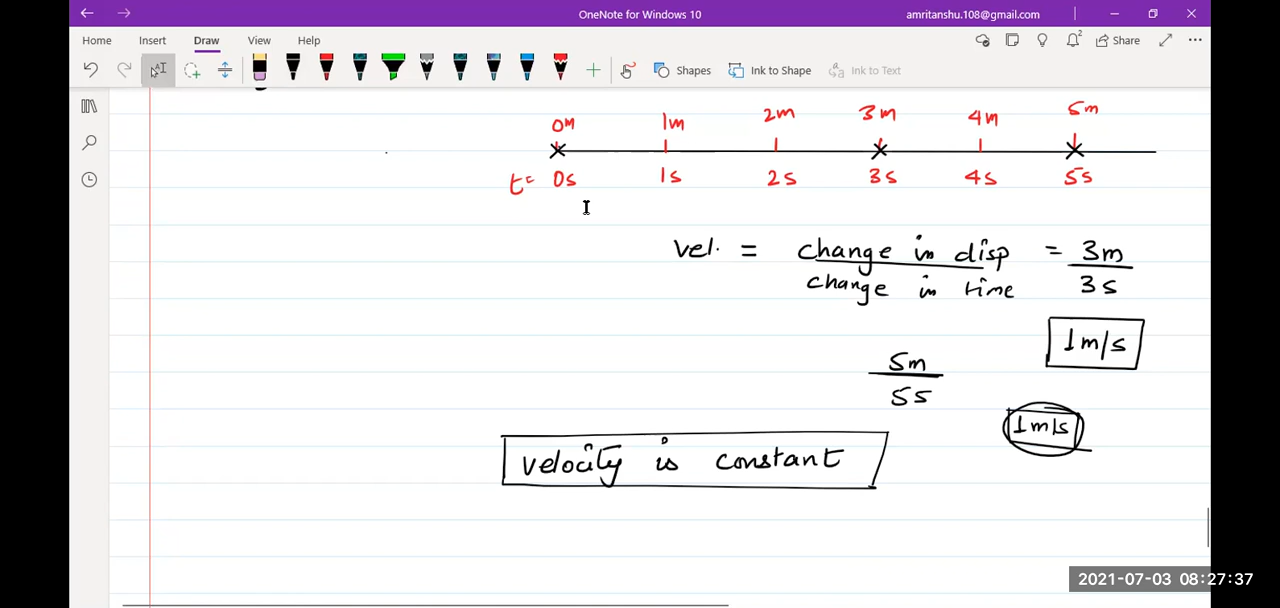 OneNote for Windows 10
amritanshu.108@gmail.com
Home Insert Draw View Help
2
Share
Shapes
Ink to Shape
Ink to Text
0m 1m 2m 3m 4m 5m
t= 0s 1s 2s 3s 4s 5s
vel. = change in disp = 3m
change in time 3s
1m/s
5m
5s
1m/s
velocity is constant
2021-07-03 08:27:37